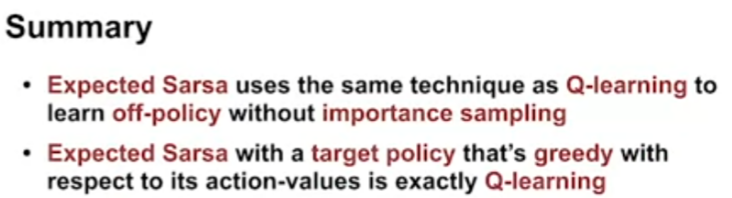 Summary
• Expected Sarsa uses the same technique as Q-learning to
learn off-policy without importance sampling
• Expected Sarsa with a target policy that's greedy with
respect to its action-values is exactly Q-learning